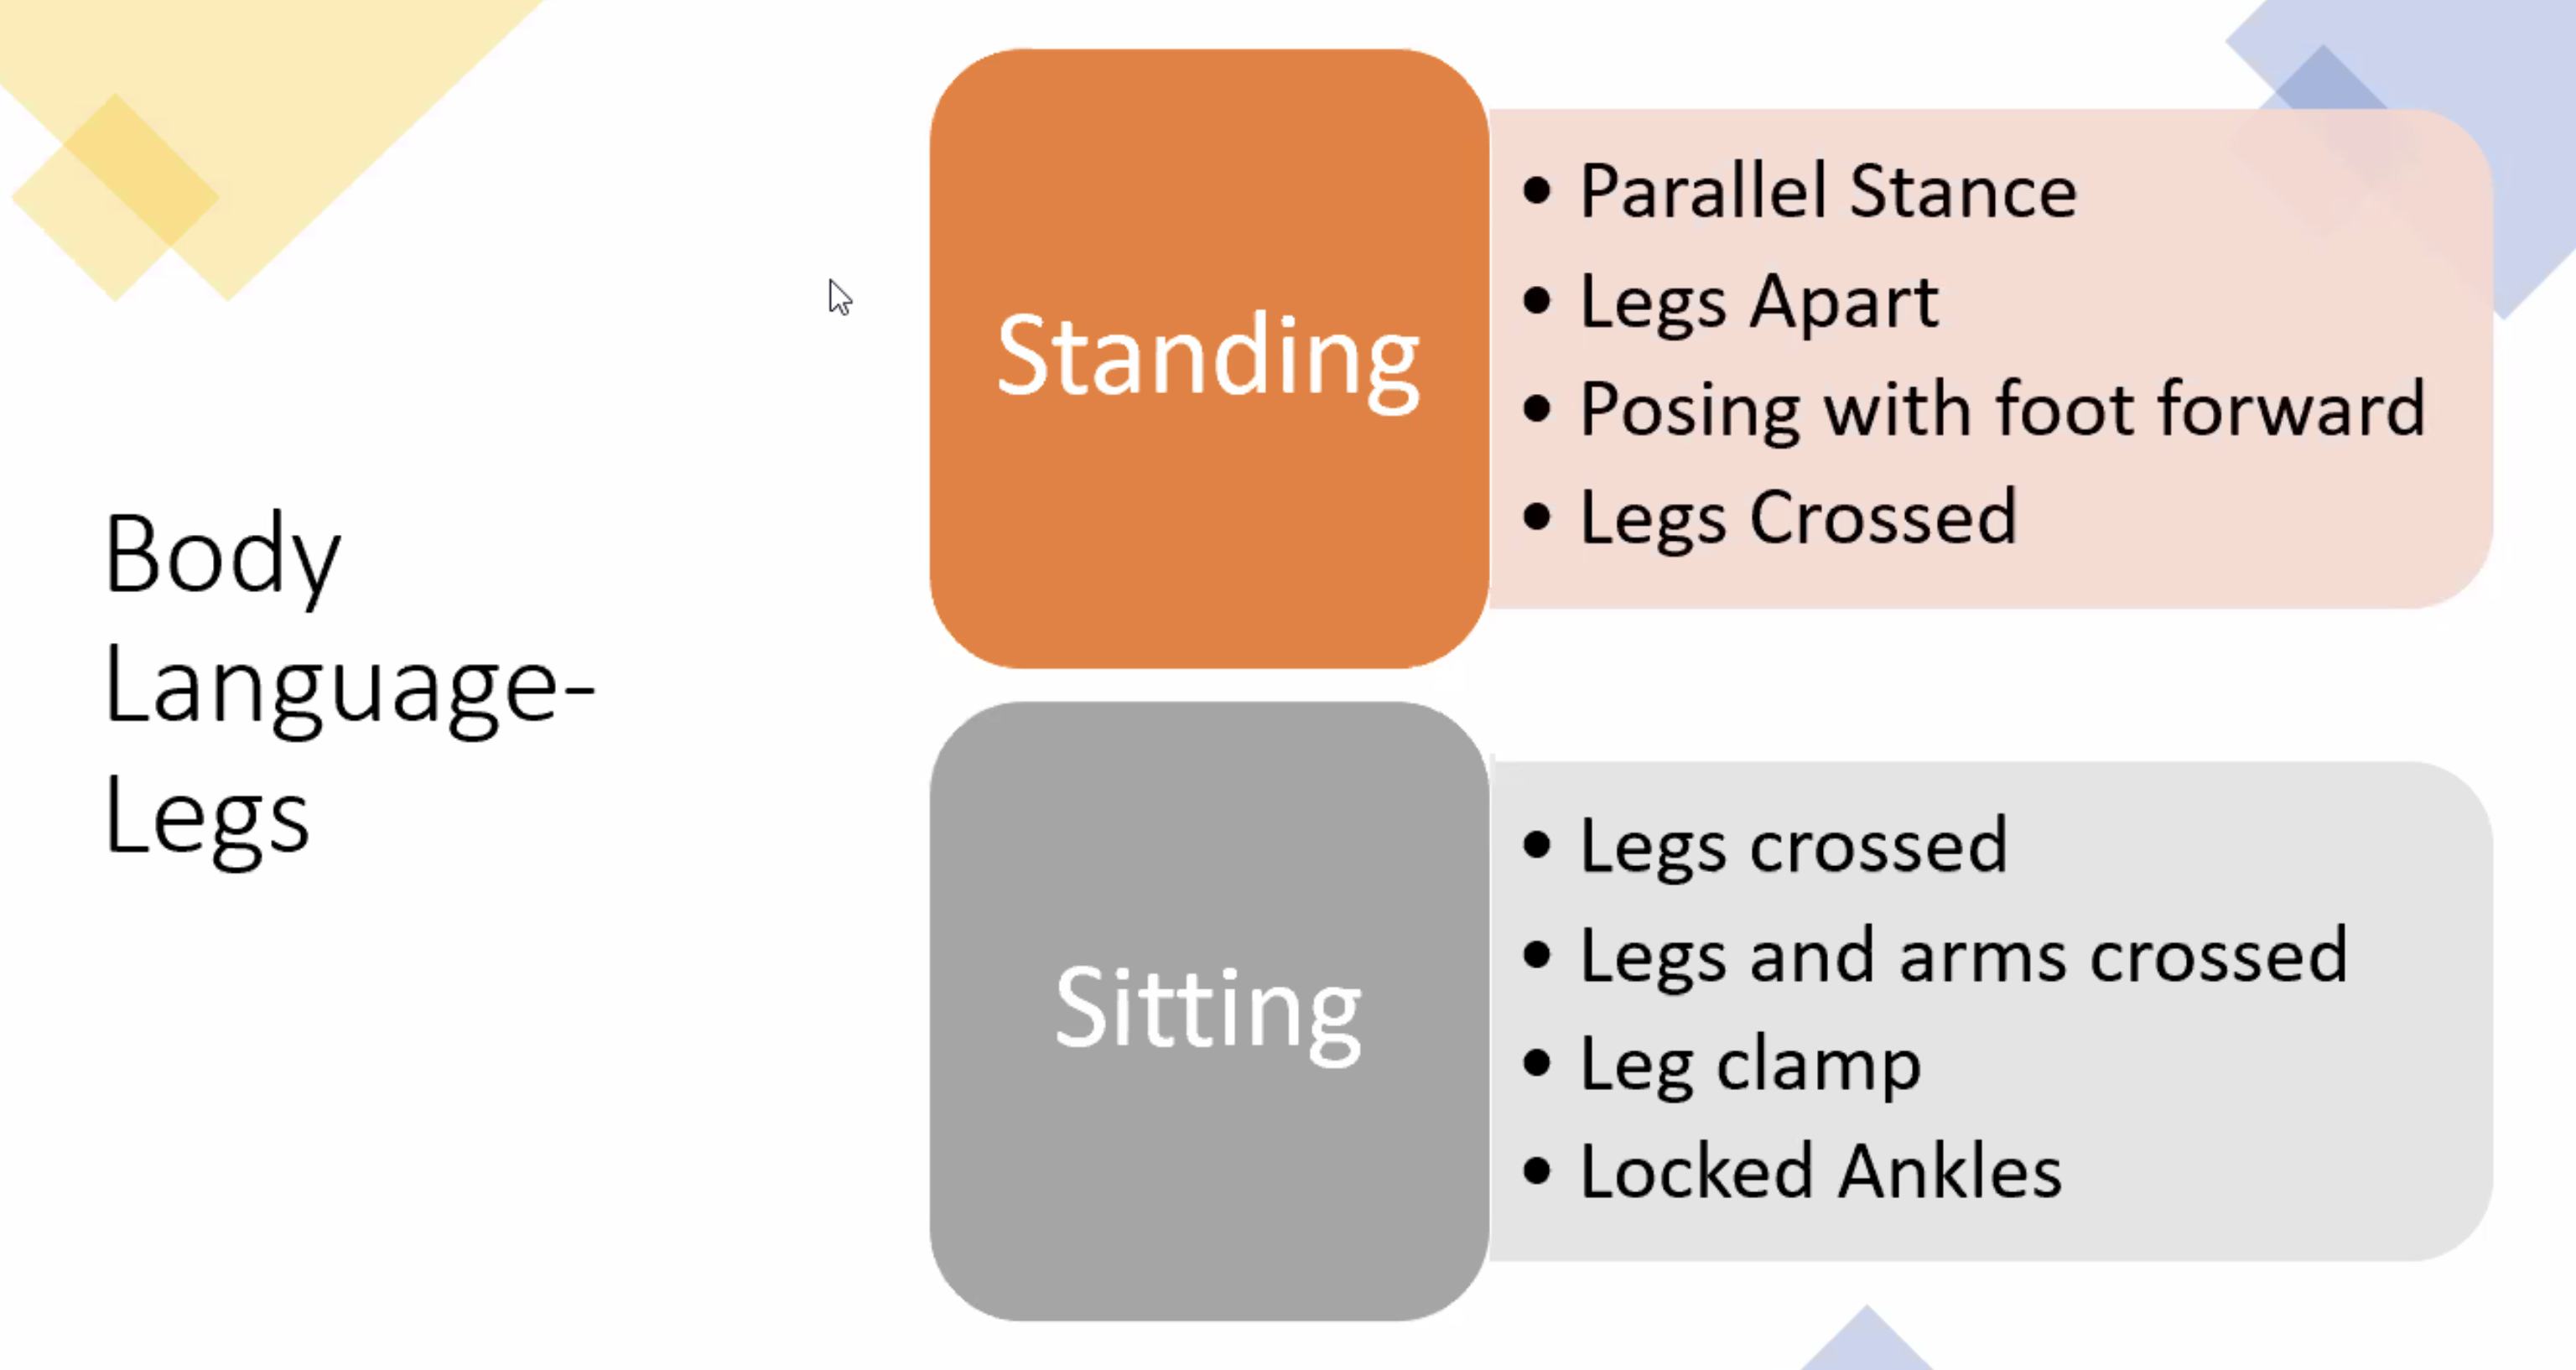 Body
Language-
Legs
Standing
• Parallel Stance
• Legs Apart
• Posing with foot forward
• Legs Crossed
Sitting
• Legs crossed
• Legs and arms crossed
• Leg clamp
• Locked Ankles